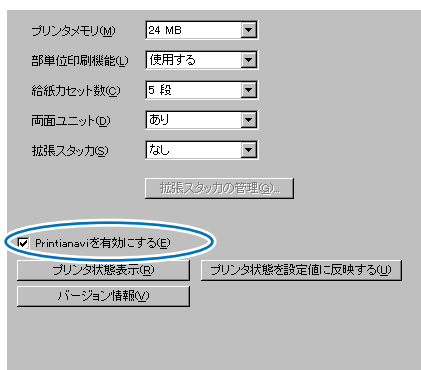 プリンタメモリ(M) 24 MB
部単位印刷機能(L) 使用する
給紙カセット数(C) 5 段
両面ユニット(D) あり
拡張スタッカ(S) なし
拡張スタッカの管理(G)...
Printianaviを有効にする(E)
プリンタ状態表示(R) プリンタ状態を設定値に反映する(U)
バージョン情報(V)